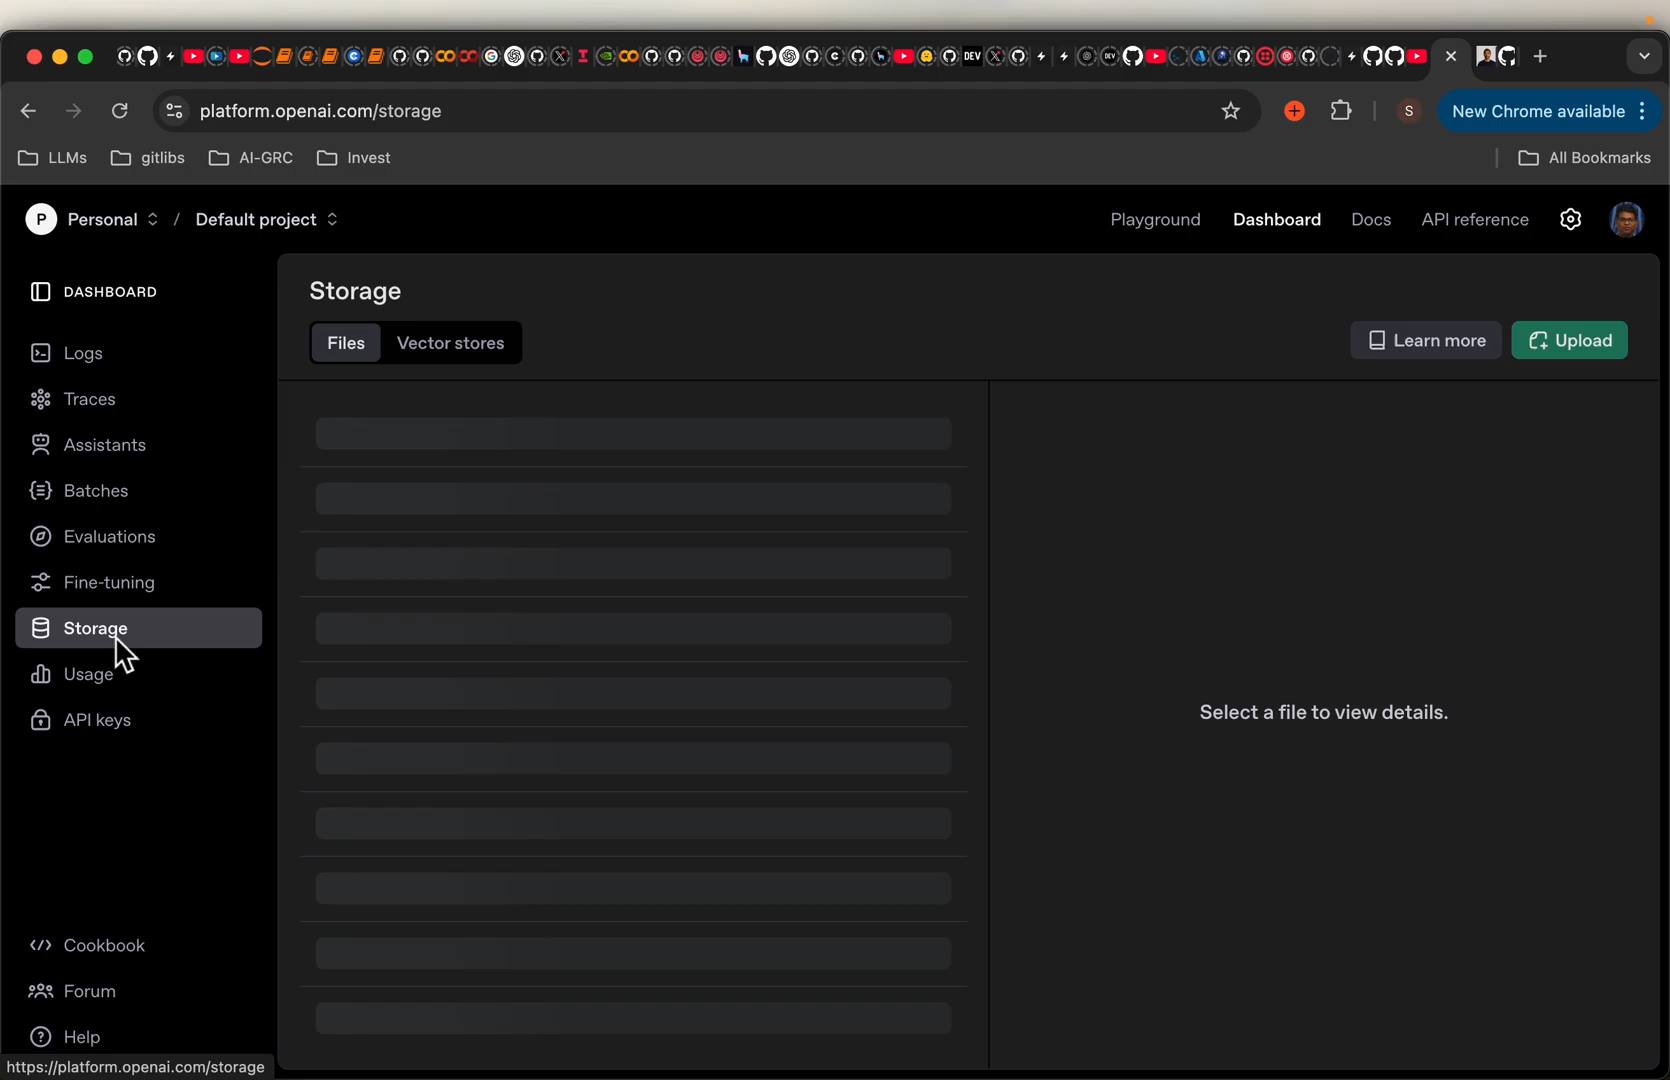 DEV
DEV
platform.openai.com/storage
S
New Chrome available
LLMs
gitlibs
AI-GRC
Invest
All Bookmarks
P
Personal
/
Default project
Playground
Dashboard
Docs
API reference
DASHBOARD
Logs
Traces
Assistants
Batches
Evaluations
Fine-tuning
Storage
Usage
API keys
Cookbook
Forum
Help
Storage
Files
Vector stores
Learn more
Upload
Select a file to view details.
https://platform.openai.com/storage